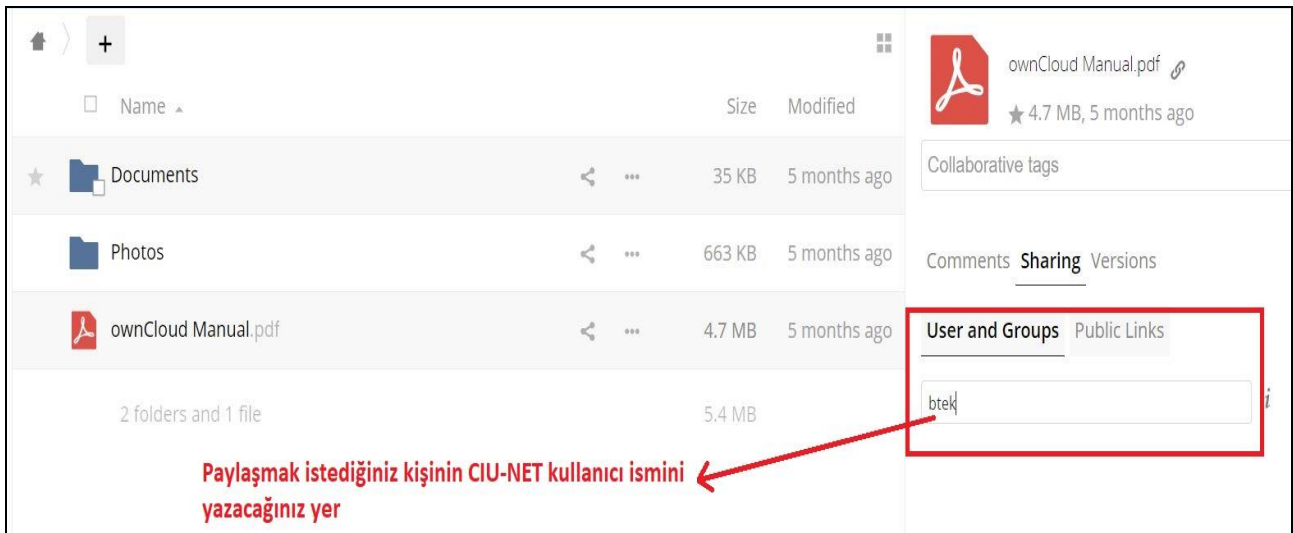 +
Name
Size
Modified
Documents
35 KB
5 months ago
Photos
663 KB
5 months ago
ownCloud Manual.pdf
4.7 MB
5 months ago
2 folders and 1 file
5.4 MB
ownCloud Manual.pdf
4.7 MB, 5 months ago
Collaborative tags
Comments Sharing Versions
User and Groups Public Links
btek
i
Paylaşmak istediğiniz kişinin CIU-NET kullanıcı ismini
yazacağınız yer